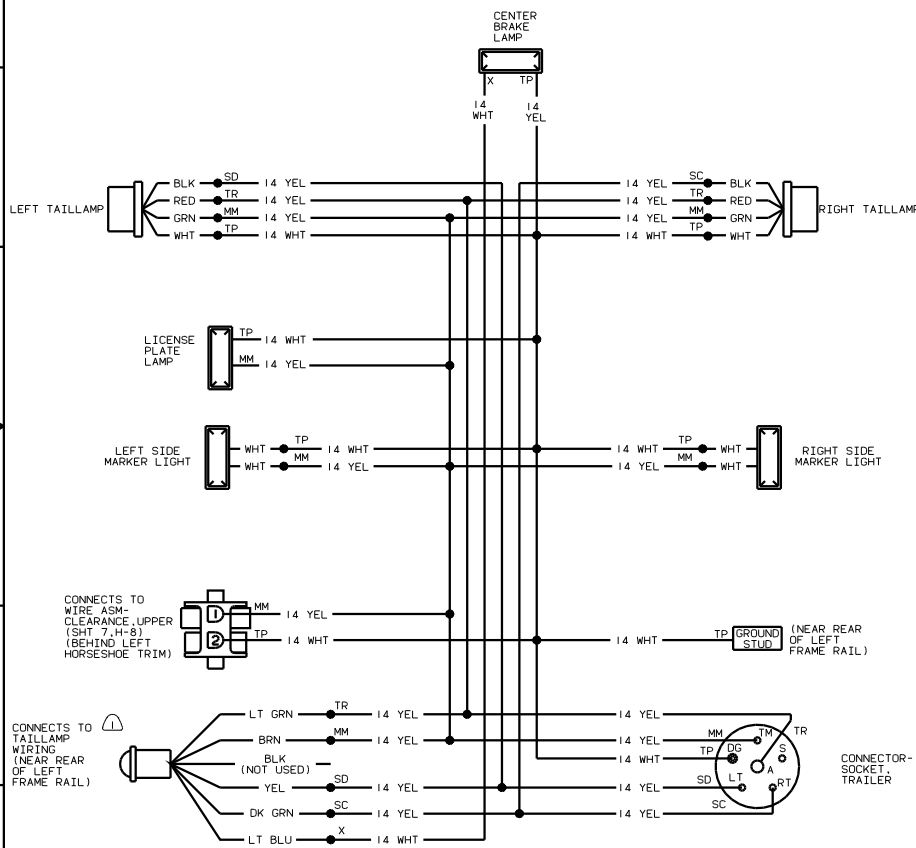 CENTER
BRAKE
LAMP
X TP
14
WHT
14
YEL
LEFT TAILLAMP
BLK SD 14 YEL
RED TR 14 YEL
GRN MM 14 YEL
WHT TP 14 WHT
14 YEL SC BLK
14 YEL TR RED
14 YEL MM GRN
14 WHT TP WHT
RIGHT TAILLAMP
LICENSE
PLATE
LAMP
TP 14 WHT
MM 14 YEL
LEFT SIDE
MARKER LIGHT
WHT TP 14 WHT
WHT MM 14 YEL
14 WHT TP WHT
14 YEL MM WHT
RIGHT SIDE
MARKER LIGHT
CONNECTS TO
WIRE ASM-
CLEARANCE,UPPER
(SHT 7,H-8)
(BEHIND LEFT
HORSESHOE TRIM)
1 MM 14 YEL
2 TP 14 WHT
14 WHT TP
GROUND
STUD
(NEAR REAR
OF LEFT
FRAME RAIL)
CONNECTS TO 1
TAILLAMP
WIRING
(NEAR REAR
OF LEFT
FRAME RAIL)
LT GRN TR 14 YEL
BRN MM 14 YEL
BLK
(NOT USED)
YEL SD 14 YEL
DK GRN SC 14 YEL
LT BLU X 14 WHT
14 YEL TR
14 YEL MM TM
14 WHT TP DG S
A
14 YEL SD LT RT
14 YEL SC
CONNECTOR-
SOCKET,
TRAILER